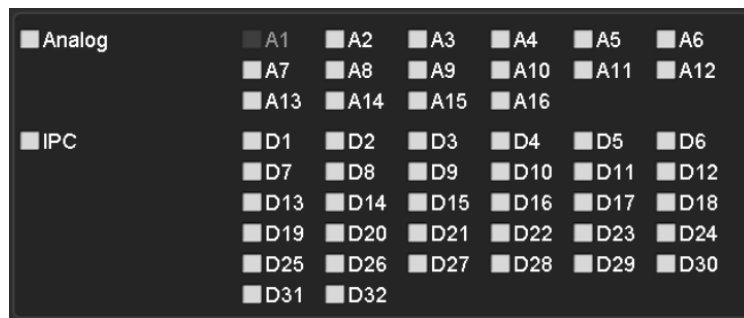 Analog A1 A2 A3 A4 A5 A6
A7 A8 A9 A10 A11 A12
A13 A14 A15 A16
IPC D1 D2 D3 D4 D5 D6
D7 D8 D9 D10 D11 D12
D13 D14 D15 D16 D17 D18
D19 D20 D21 D22 D23 D24
D25 D26 D27 D28 D29 D30
D31 D32